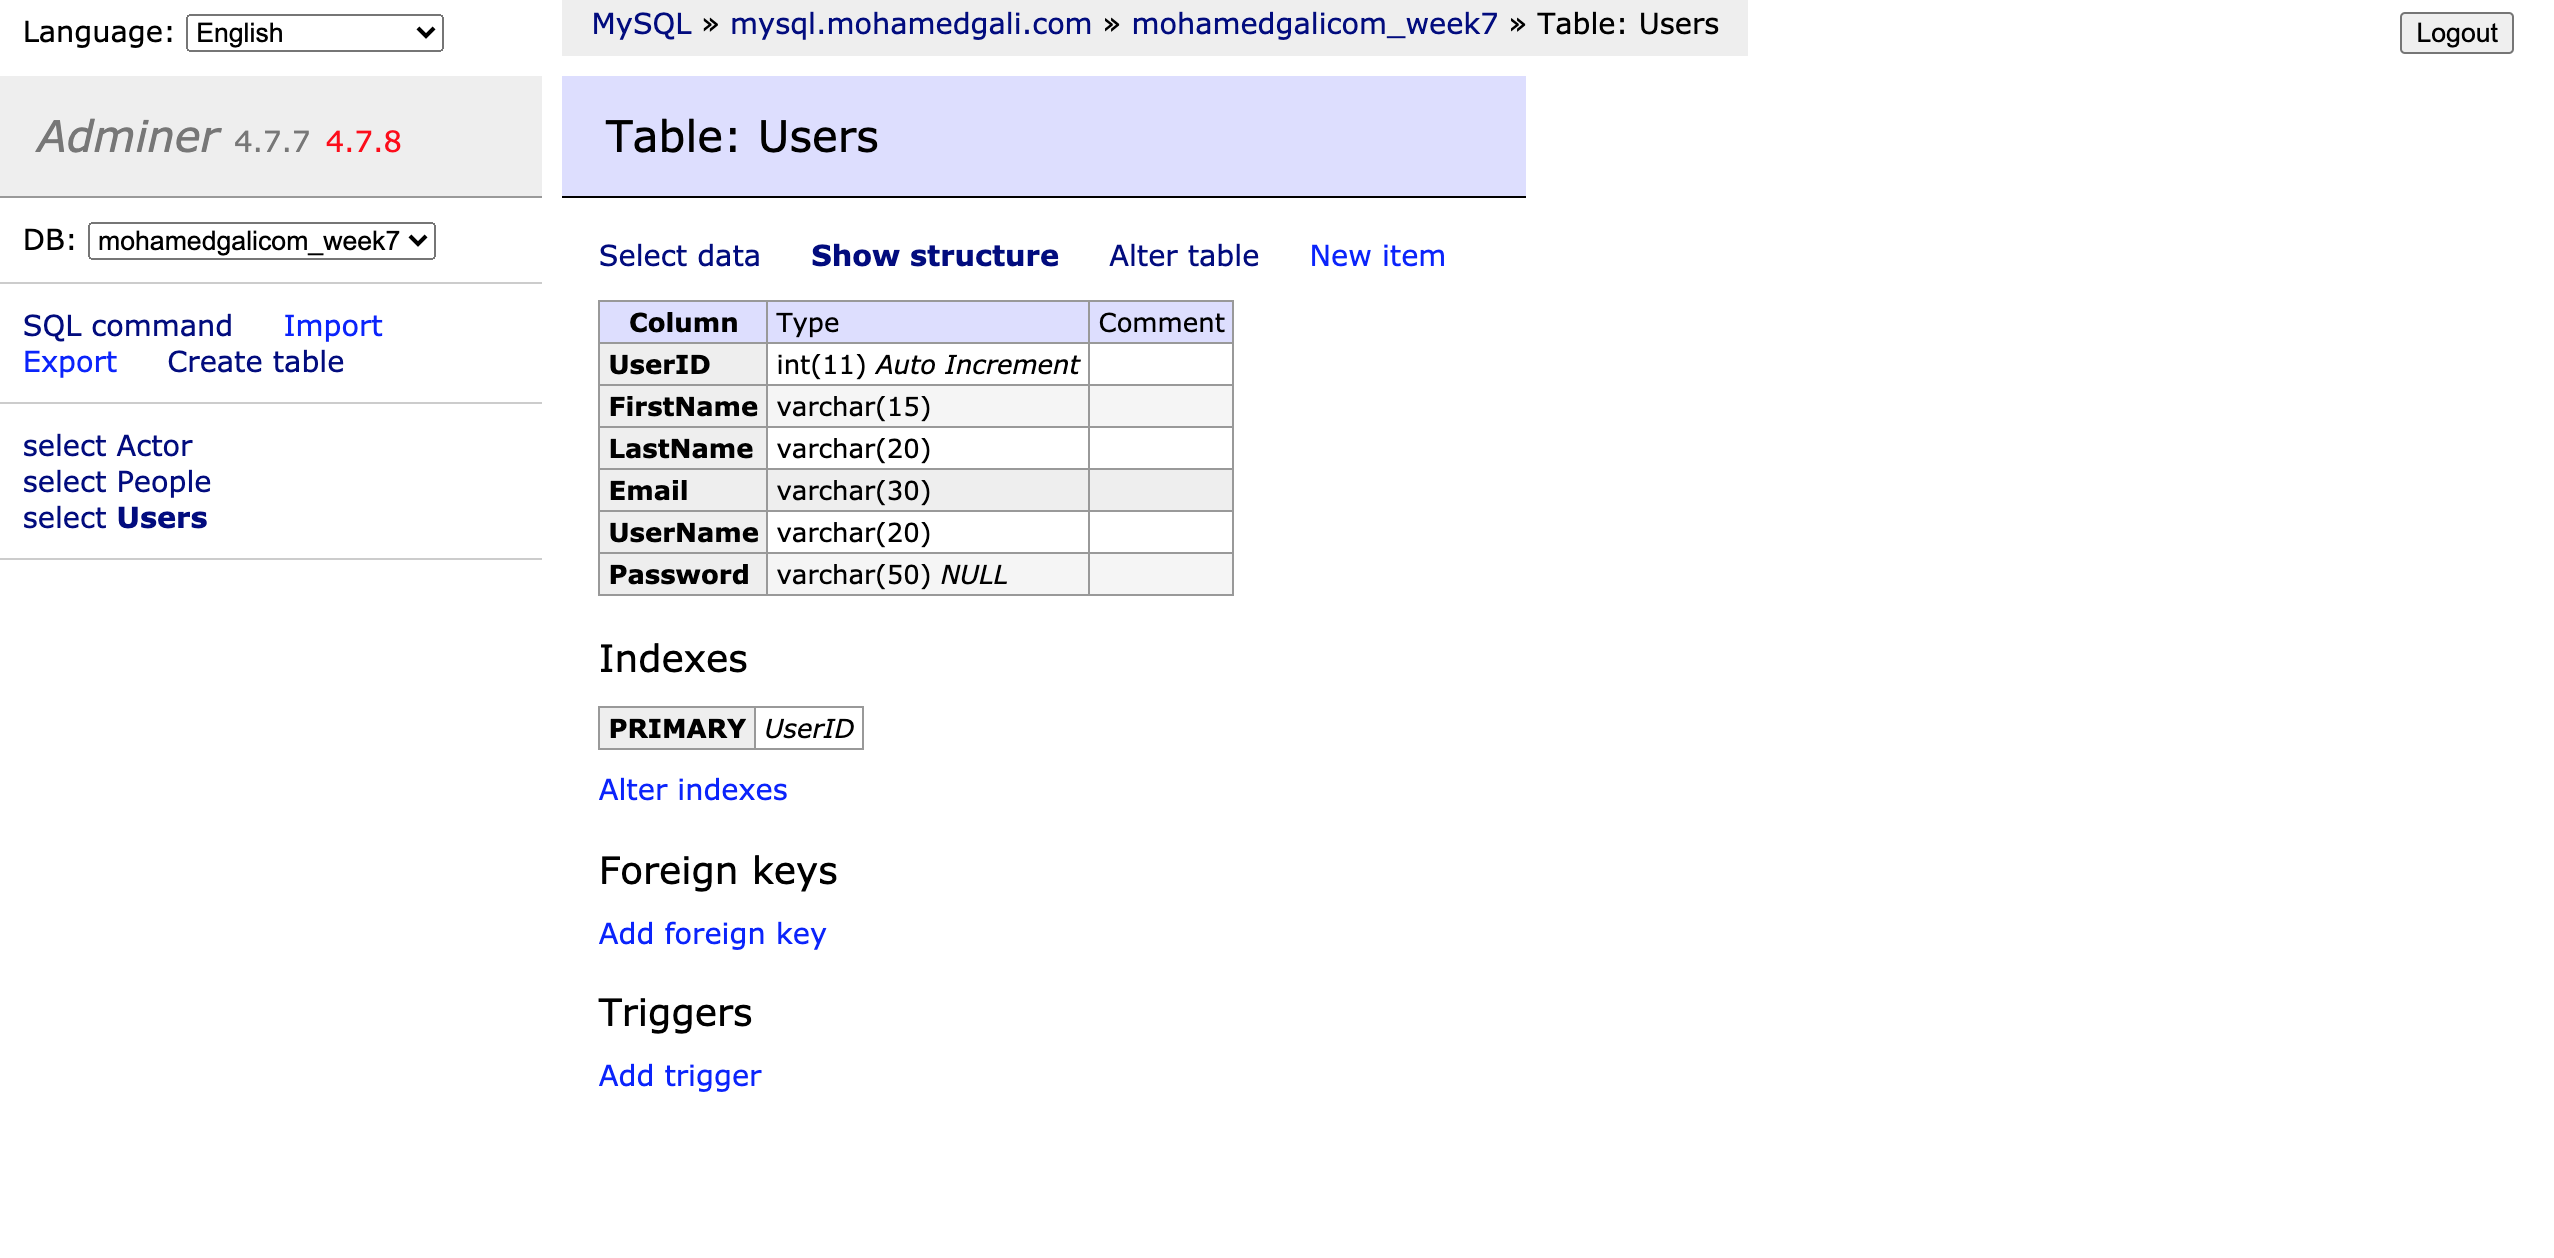 Language: English
MySQL » mysql.mohamedgali.com » mohamedgalicom_week7 » Table: Users
Logout
Adminer 4.7.7 4.7.8
Table: Users
DB: mohamedgalicom_week7
SQL command Import
Export Create table
select Actor
select People
select Users
Select data Show structure Alter table New item
Column Type Comment
UserID int(11) Auto Increment
FirstName varchar(15)
LastName varchar(20)
Email varchar(30)
UserName varchar(20)
Password varchar(50) NULL
Indexes
PRIMARY UserID
Alter indexes
Foreign keys
Add foreign key
Triggers
Add trigger